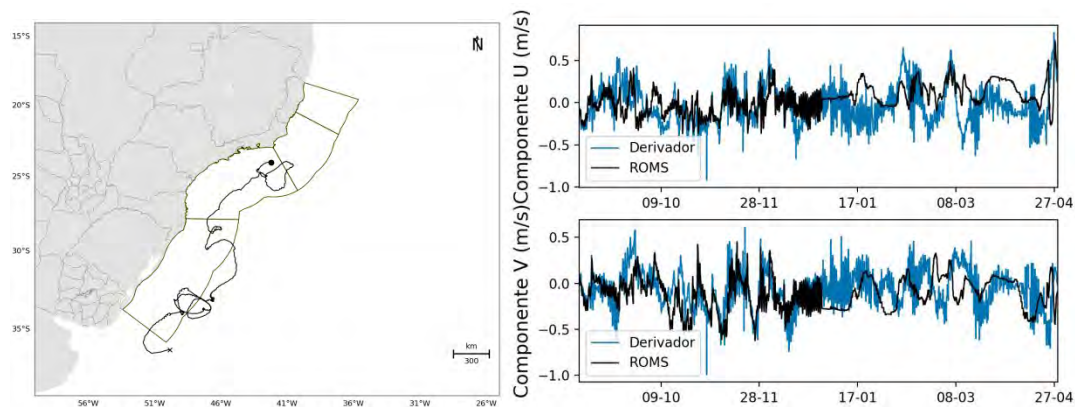 15°S
20°S
25°S
30°S
35°S
N
km
300
56°W
51°W
46°W
41°W
36°W
31°W
26°W
Componente U (m/s)
0.5
0.0
−0.5
−1.0
Derivador
ROMS
09-10
28-11
17-01
08-03
27-04
Componente V (m/s)
0.5
0.0
−0.5
−1.0
Derivador
ROMS
09-10
28-11
17-01
08-03
27-04